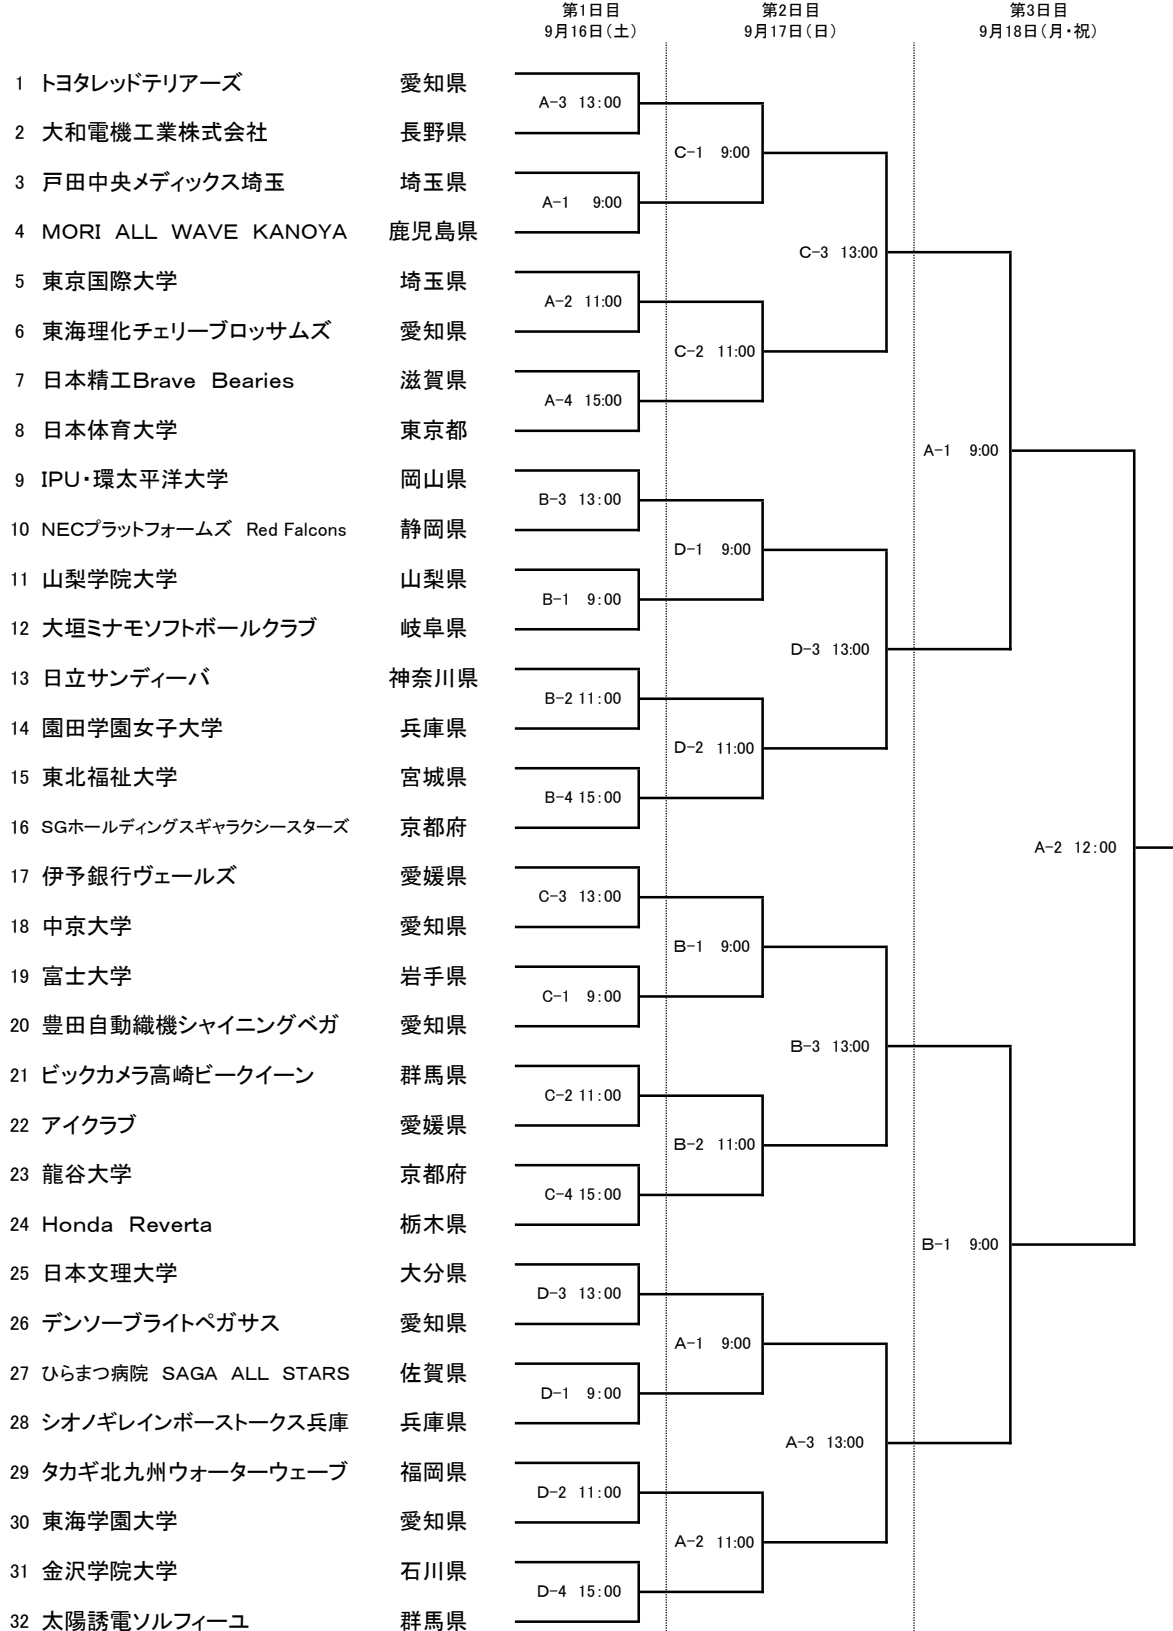 第1日目 第2日目 第3日目
9月16日(土) 9月17日(日) 9月18日(月・祝)
1 トヨタレッドテリアーズ 愛知県
A-3 13:00
2 大和電機工業株式会社 長野県
C-1 9:00
3 戸田中央メディックス埼玉 埼玉県
A-1 9:00
4 MORI ALL WAVE KANOYA 鹿児島県
C-3 13:00
5 東京国際大学 埼玉県
A-2 11:00
6 東海理化チェリーブロッサムズ 愛知県
C-2 11:00
7 日本精工Brave Bearies 滋賀県
A-4 15:00
8 日本体育大学 東京都
A-1 9:00
9 IPU・環太平洋大学 岡山県
B-3 13:00
10 NECプラットフォームズ Red Falcons 静岡県
D-1 9:00
11 山梨学院大学 山梨県
B-1 9:00
12 大垣ミナモソフトボールクラブ 岐阜県
D-3 13:00
13 日立サンディーバ 神奈川県
B-2 11:00
14 園田学園女子大学 兵庫県
D-2 11:00
15 東北福祉大学 宮城県
B-4 15:00
16 SGホールディングスギャラクシースターズ 京都府
A-2 12:00
17 伊予銀行ヴェールズ 愛媛県
C-3 13:00
18 中京大学 愛知県
B-1 9:00
19 富士大学 岩手県
C-1 9:00
20 豊田自動織機シャイニングベガ 愛知県
B-3 13:00
21 ビックカメラ高崎ビークイーン 群馬県
C-2 11:00
22 アイクラブ 愛媛県
B-2 11:00
23 龍谷大学 京都府
C-4 15:00
24 Honda Reverta 栃木県
B-1 9:00
25 日本文理大学 大分県
D-3 13:00
26 デンソーブライトペガサス 愛知県
A-1 9:00
27 ひらまつ病院 SAGA ALL STARS 佐賀県
D-1 9:00
28 シオノギレインボーストークス兵庫 兵庫県
A-3 13:00
29 タカギ北九州ウォーターウェーブ 福岡県
D-2 11:00
30 東海学園大学 愛知県
A-2 11:00
31 金沢学院大学 石川県
D-4 15:00
32 太陽誘電ソルフィーユ 群馬県